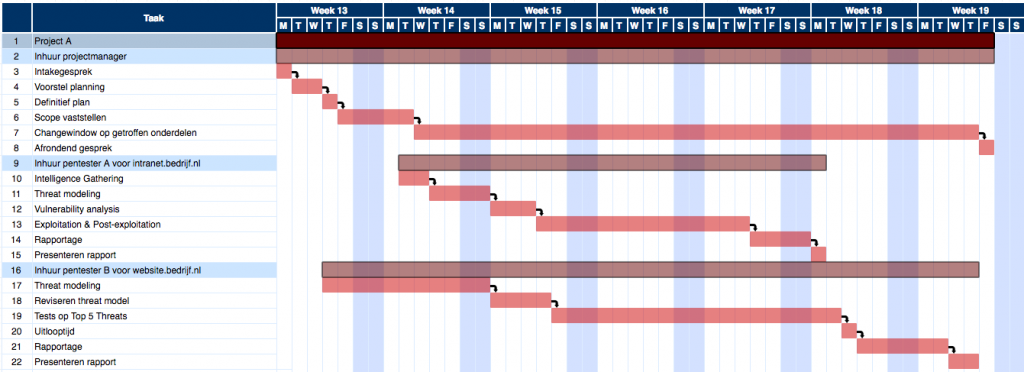 Taak Week 13 Week 14 Week 15 Week 16 Week 17 Week 18 Week 19
M T W T F S S M T W T F S S M T W T F S S M T W T F S S M T W T F S S M T W T F S S M T W T F S S
1 Project A
2 Inhuur projectmanager
3 Intakegesprek
4 Voorstel planning
5 Definitief plan
6 Scope vaststellen
7 Changewindow op getroffen onderdelen
8 Afrondend gesprek
9 Inhuur pentester A voor intranet.bedrijf.nl
10 Intelligence Gathering
11 Threat modeling
12 Vulnerability analysis
13 Exploitation & Post-exploitation
14 Rapportage
15 Presenteren rapport
16 Inhuur pentester B voor website.bedrijf.nl
17 Threat modeling
18 Reviseren threat model
19 Tests op Top 5 Threats
20 Uitlooptijd
21 Rapportage
22 Presenteren rapport